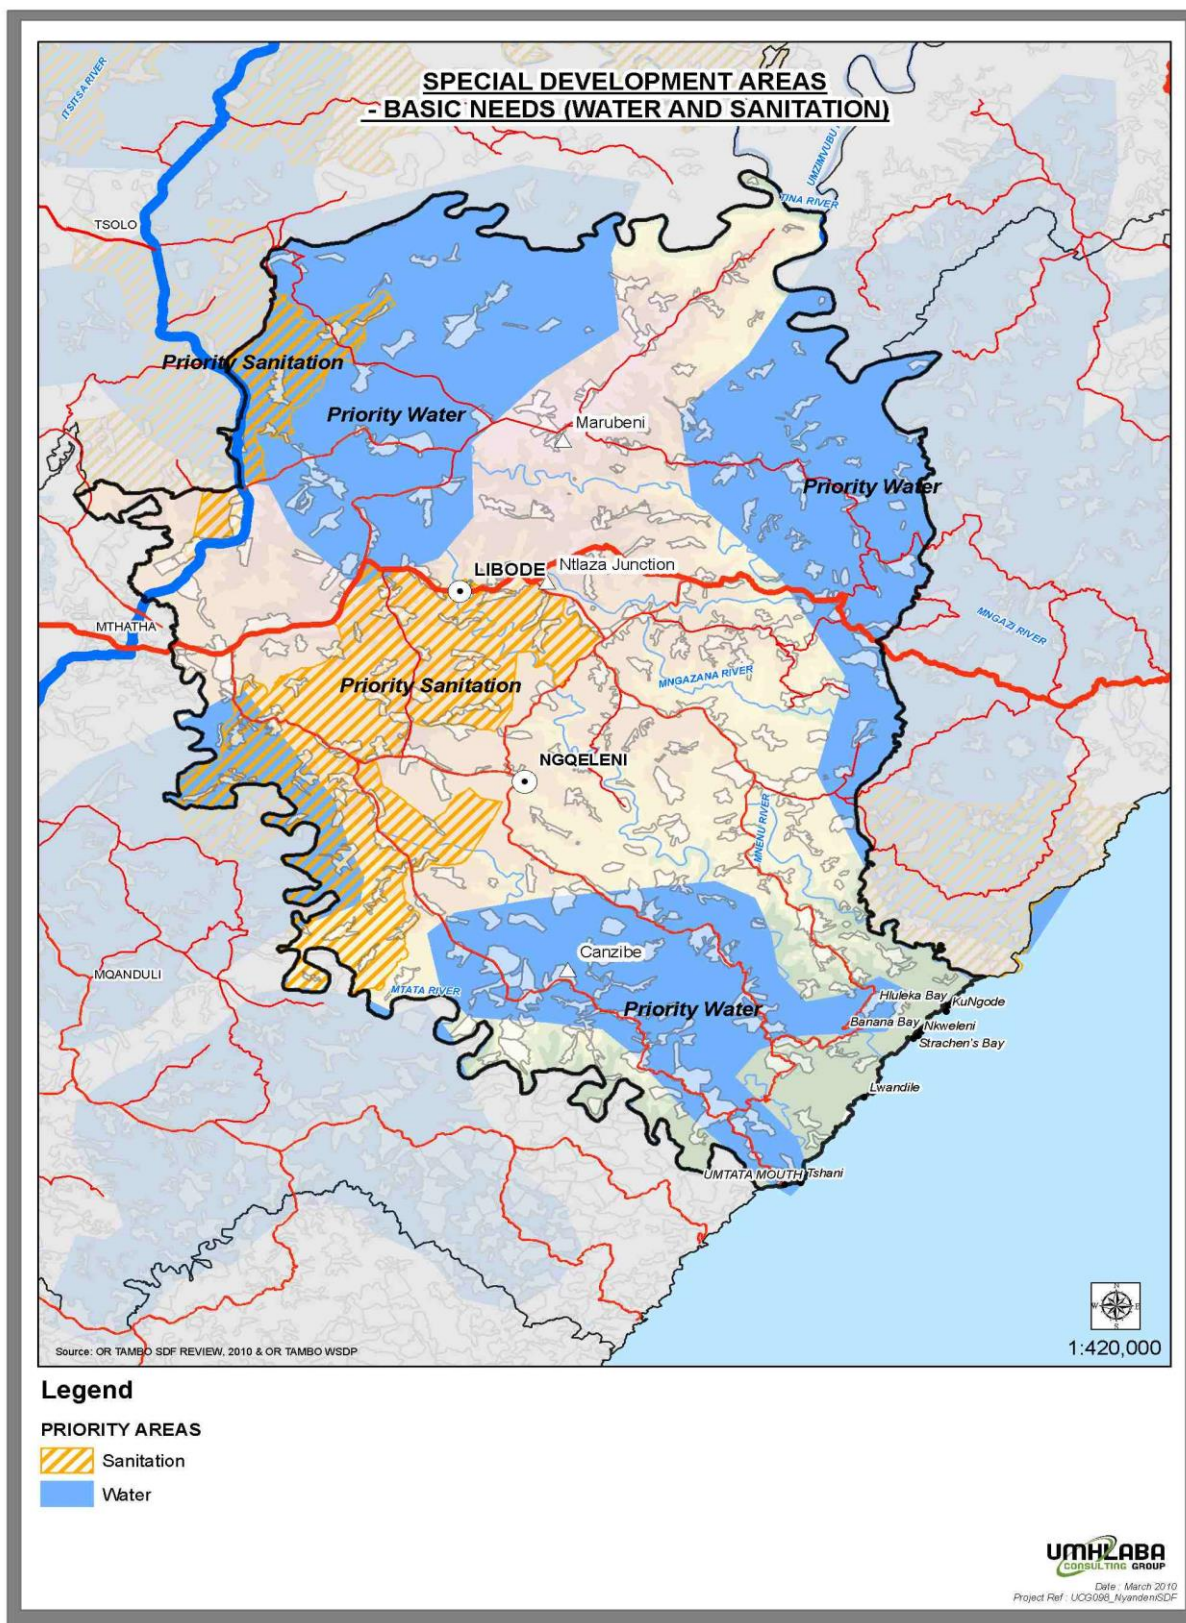 SPECIAL DEVELOPMENT AREAS
- BASIC NEEDS (WATER AND SANITATION)
ITSITSA RIVER
UMZIMVUBU
TINA RIVER
TSOLO
Priority Sanitation
Priority Water
Marubeni
Priority Water
LIBODE
Ntlaza Junction
MTHATHA
MNGAZI RIVER
Priority Sanitation
MNGAZANA RIVER
NGQELENI
MNENU RIVER
Canzibe
MQANDULI
MTATA RIVER
Priority Water
Hluleka Bay
KuNgode
Banana Bay
Nkweleni
Strachen's Bay
Lwandile
UMTATA MOUTH
Tshani
N
W
E
S
1:420,000
Source: OR TAMBO SDF REVIEW, 2010 & OR TAMBO WSDP
Legend
PRIORITY AREAS
Sanitation
Water
UMHLABA
CONSULTING GROUP
Date : March 2010
Project Ref : UCG098_NyandeniSDF